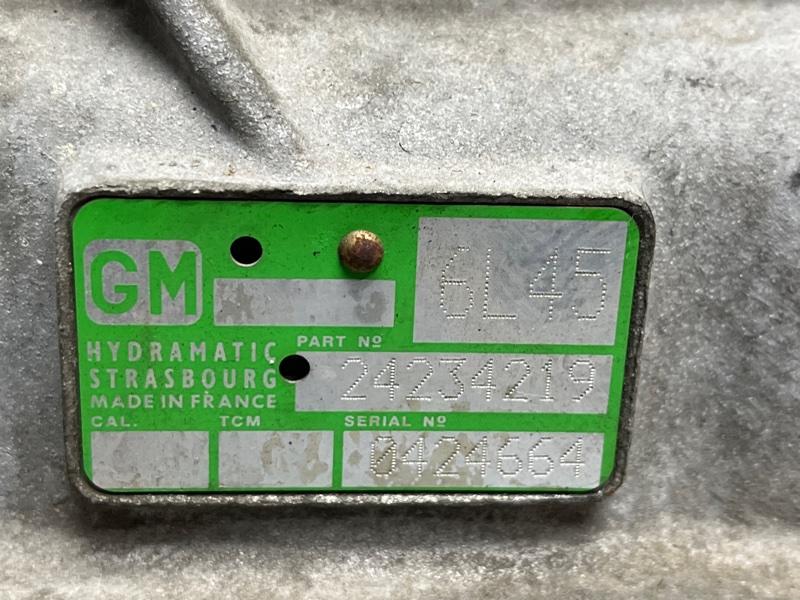 GM
6L45
PART Nº
HYDRAMATIC
24234219
STRASBOURG
MADE IN FRANCE
CAL. TCM SERIAL Nº
0424664